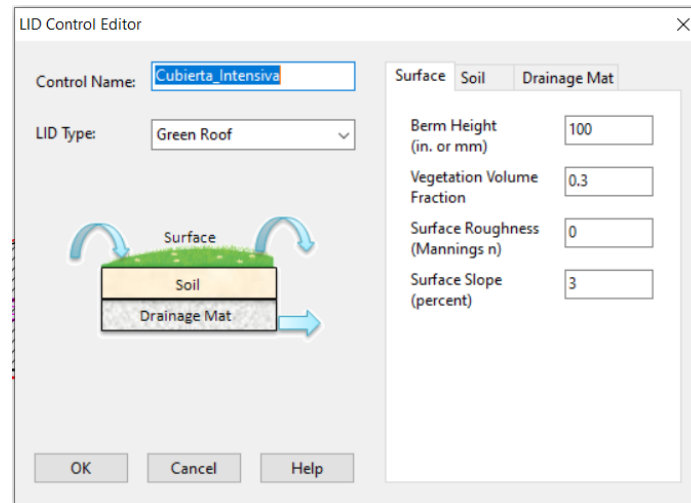 LID Control Editor
Control Name: Cubierta_Intensiva
LID Type: Green Roof
Surface
Soil
Drainage Mat
Surface Soil Drainage Mat
Berm Height
(in. or mm) 100
Vegetation Volume
Fraction 0.3
Surface Roughness
(Mannings n) 0
Surface Slope
(percent) 3
OK Cancel Help